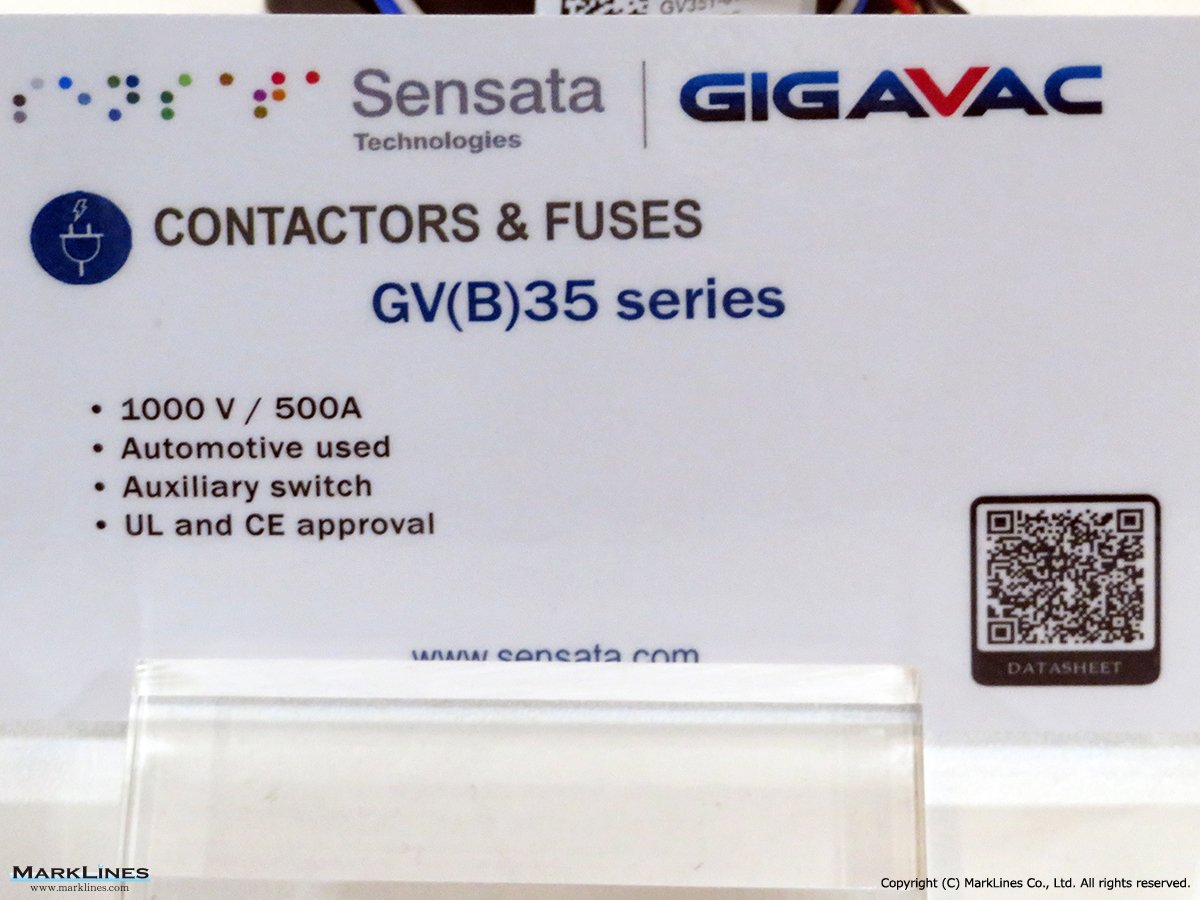 Sensata
Technologies
GIGAVAC
CONTACTORS & FUSES
GV(B)35 series
• 1000 V / 500A
• Automotive used
• Auxiliary switch
• UL and CE approval
www.sensata.com
DATASHEET
MARKLINES
www.marklines.com
Copyright (C) MarkLines Co., Ltd. All rights reserved.